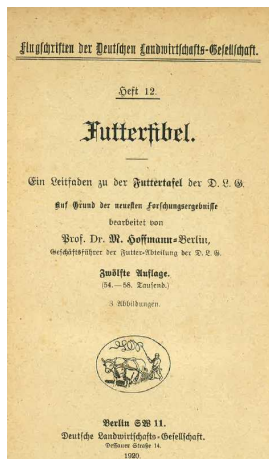 Flugschriften der Deutschen Landwirtschafts-Gesellschaft.
Heft 12.
Futterfibel.
Ein Leitfaden zu der Futtertafel der D. L. G.
Auf Grund der neuesten Forschungsergebnisse
bearbeitet von
Prof. Dr. M. Hoffmann-Berlin,
Geschäftsführer der Futter-Abteilung der D. L. G.
Zwölfte Auflage.
(54.—58. Tausend.)
3 Abbildungen.
Berlin SW 11.
Deutsche Landwirtschafts-Gesellschaft.
Dessauer Straße 14.
1920.